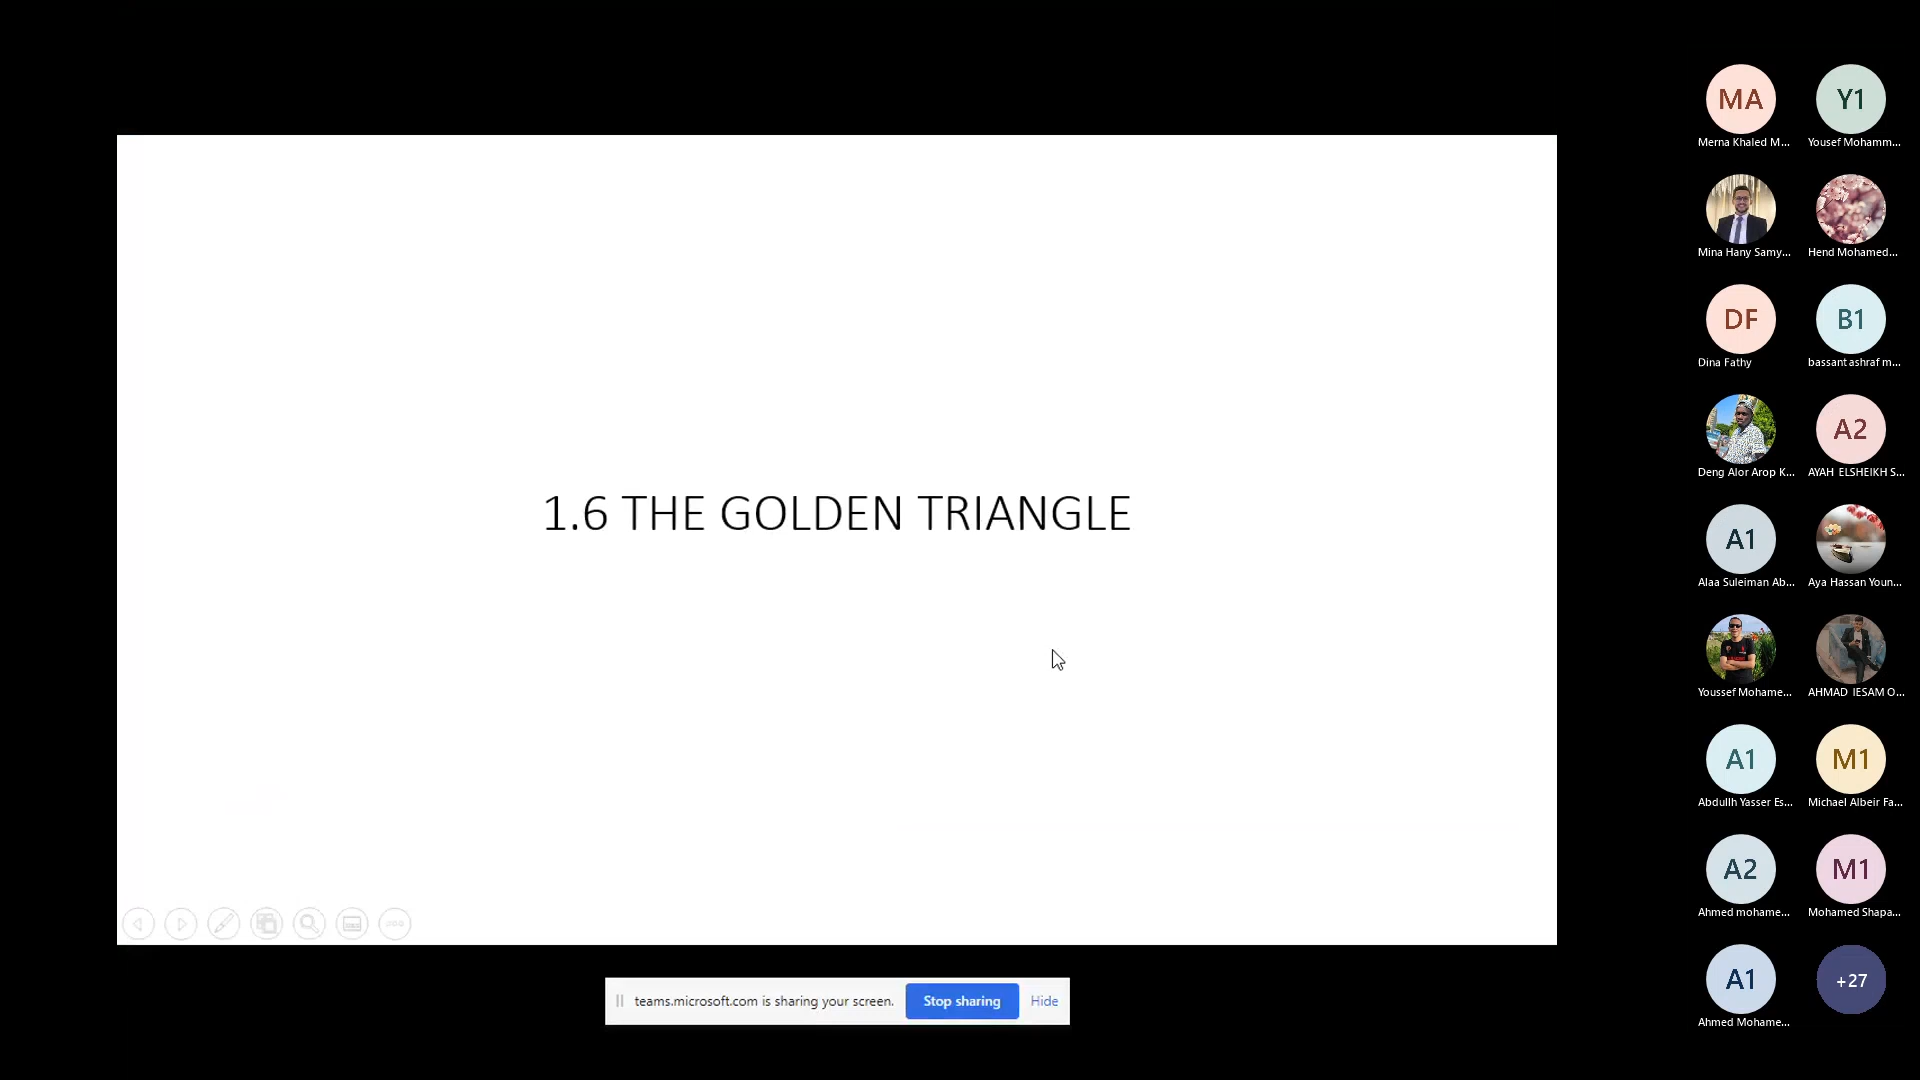 1.6 THE GOLDEN TRIANGLE
teams.microsoft.com is sharing your screen. Stop sharing Hide
MA Y1
Merna Khaled M... Yousef Mohamm...
Mina Hany Samy... Hend Mohamed...
DF B1
Dina Fathy bassant ashraf m...
A2
Deng Alor Arop K... AYAH ELSHEIKH S...
A1
Alaa Suleiman Ab... Aya Hassan Youn...
Youssef Mohame... AHMAD IESAM O...
A1 M1
Abdullh Yasser Es... Michael Albeir Fa...
A2 M1
Ahmed mohame... Mohamed Shapa...
A1 +27
Ahmed Mohame...